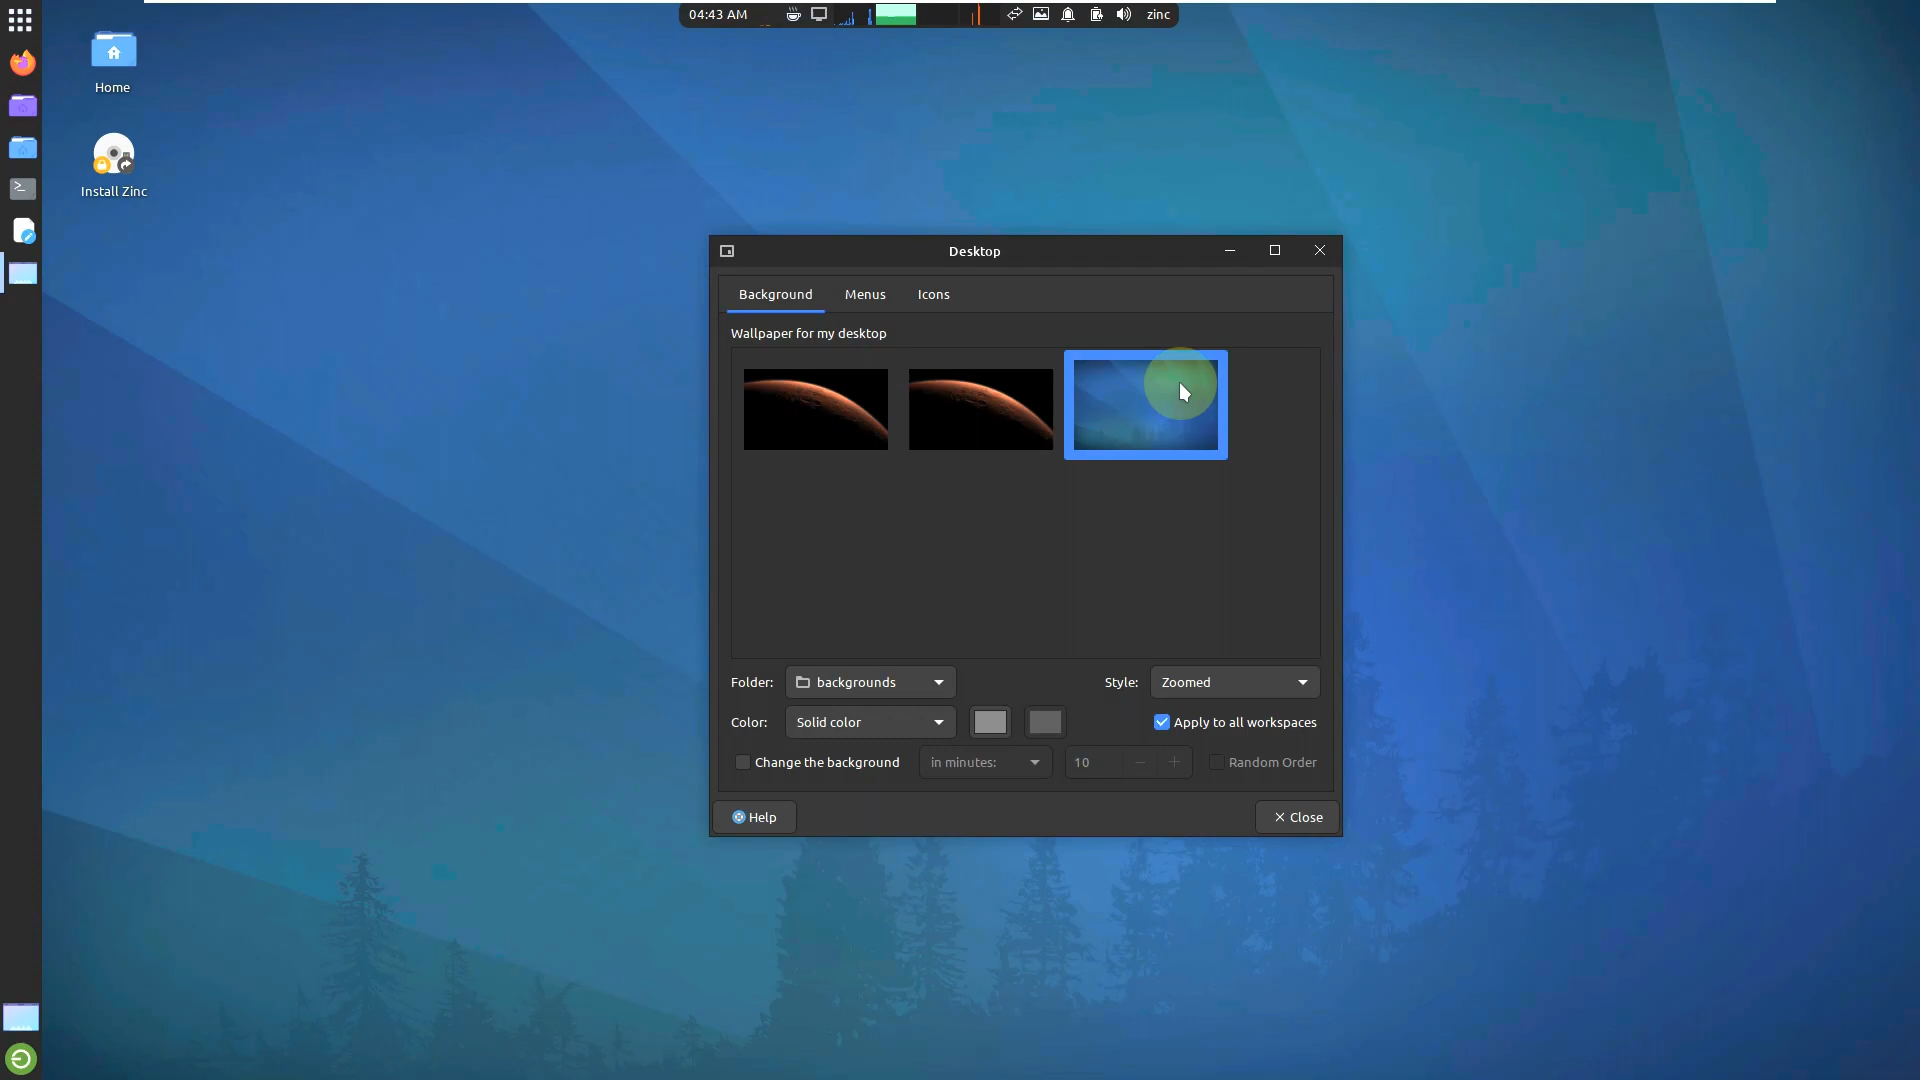 04:43 AM
zinc
Home
Install Zinc
Desktop
Background Menus Icons
Wallpaper for my desktop
Folder: backgrounds Style: Zoomed
Color: Solid color Apply to all workspaces
Change the background in minutes: 10 Random Order
Help Close